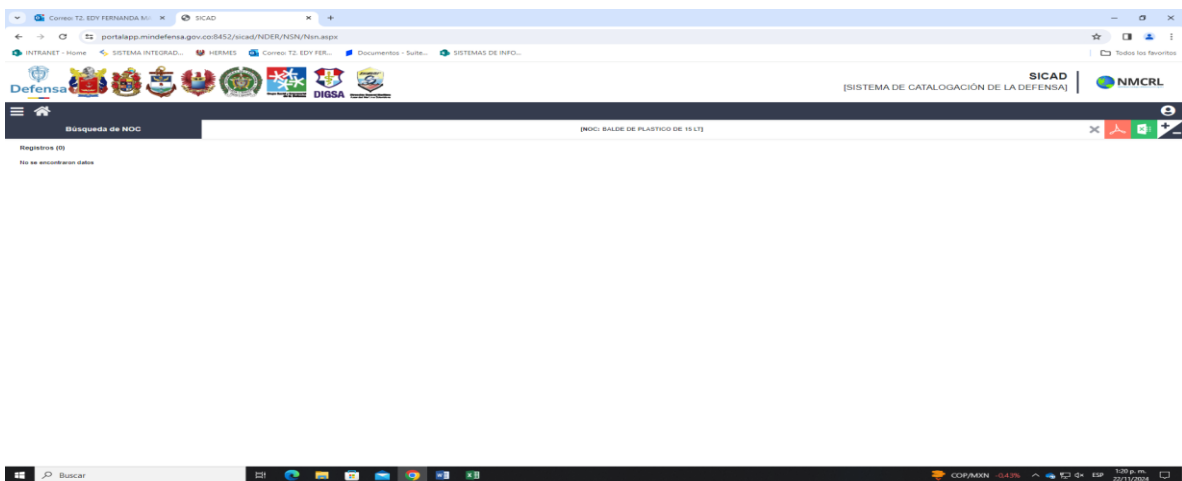 Correo: T2. EDY FERNANDA M
SICAD
portalapp.mindefensa.gov.co:8452/sicad/NDER/NSN/Nsn.aspx
INTRANET - Home
SISTEMA INTEGRAD...
HERMES
Correo: T2. EDY FER...
Documentos - Suite...
SISTEMAS DE INFO...
Todos los favoritos
Defensa
DIGSA
SICAD
[SISTEMA DE CATALOGACIÓN DE LA DEFENSA]
NMCRL
Búsqueda de NOC
[NOC: BALDE DE PLASTICO DE 15 LT]
Registros (0)
No se encontraron datos
Buscar
COP/MXN -0.43%
ESP
1:20 p. m.
22/11/2024